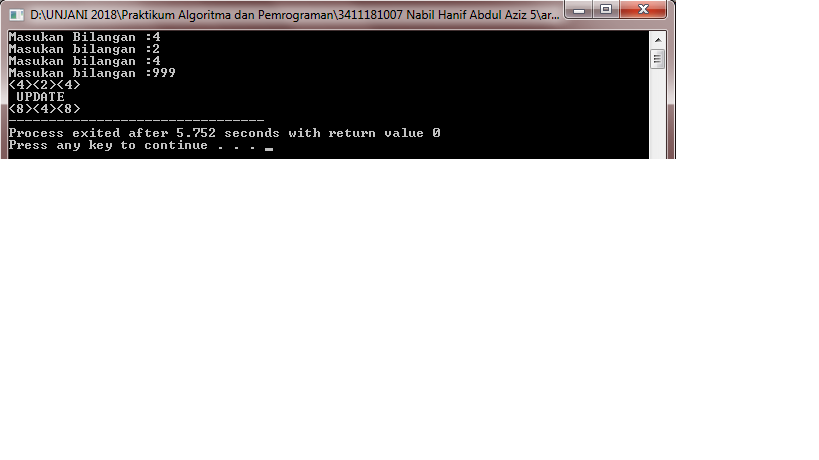 D:\UNJANI 2018\Praktikum Algoritma dan Pemrograman\3411181007 Nabil Hanif Abdul Aziz 5\ar...
Masukan Bilangan :4
Masukan bilangan :2
Masukan bilangan :4
Masukan bilangan :999
<4><2><4>
 UPDATE
<8><4><8>
--------------------------------
Process exited after 5.752 seconds with return value 0
Press any key to continue . . . _